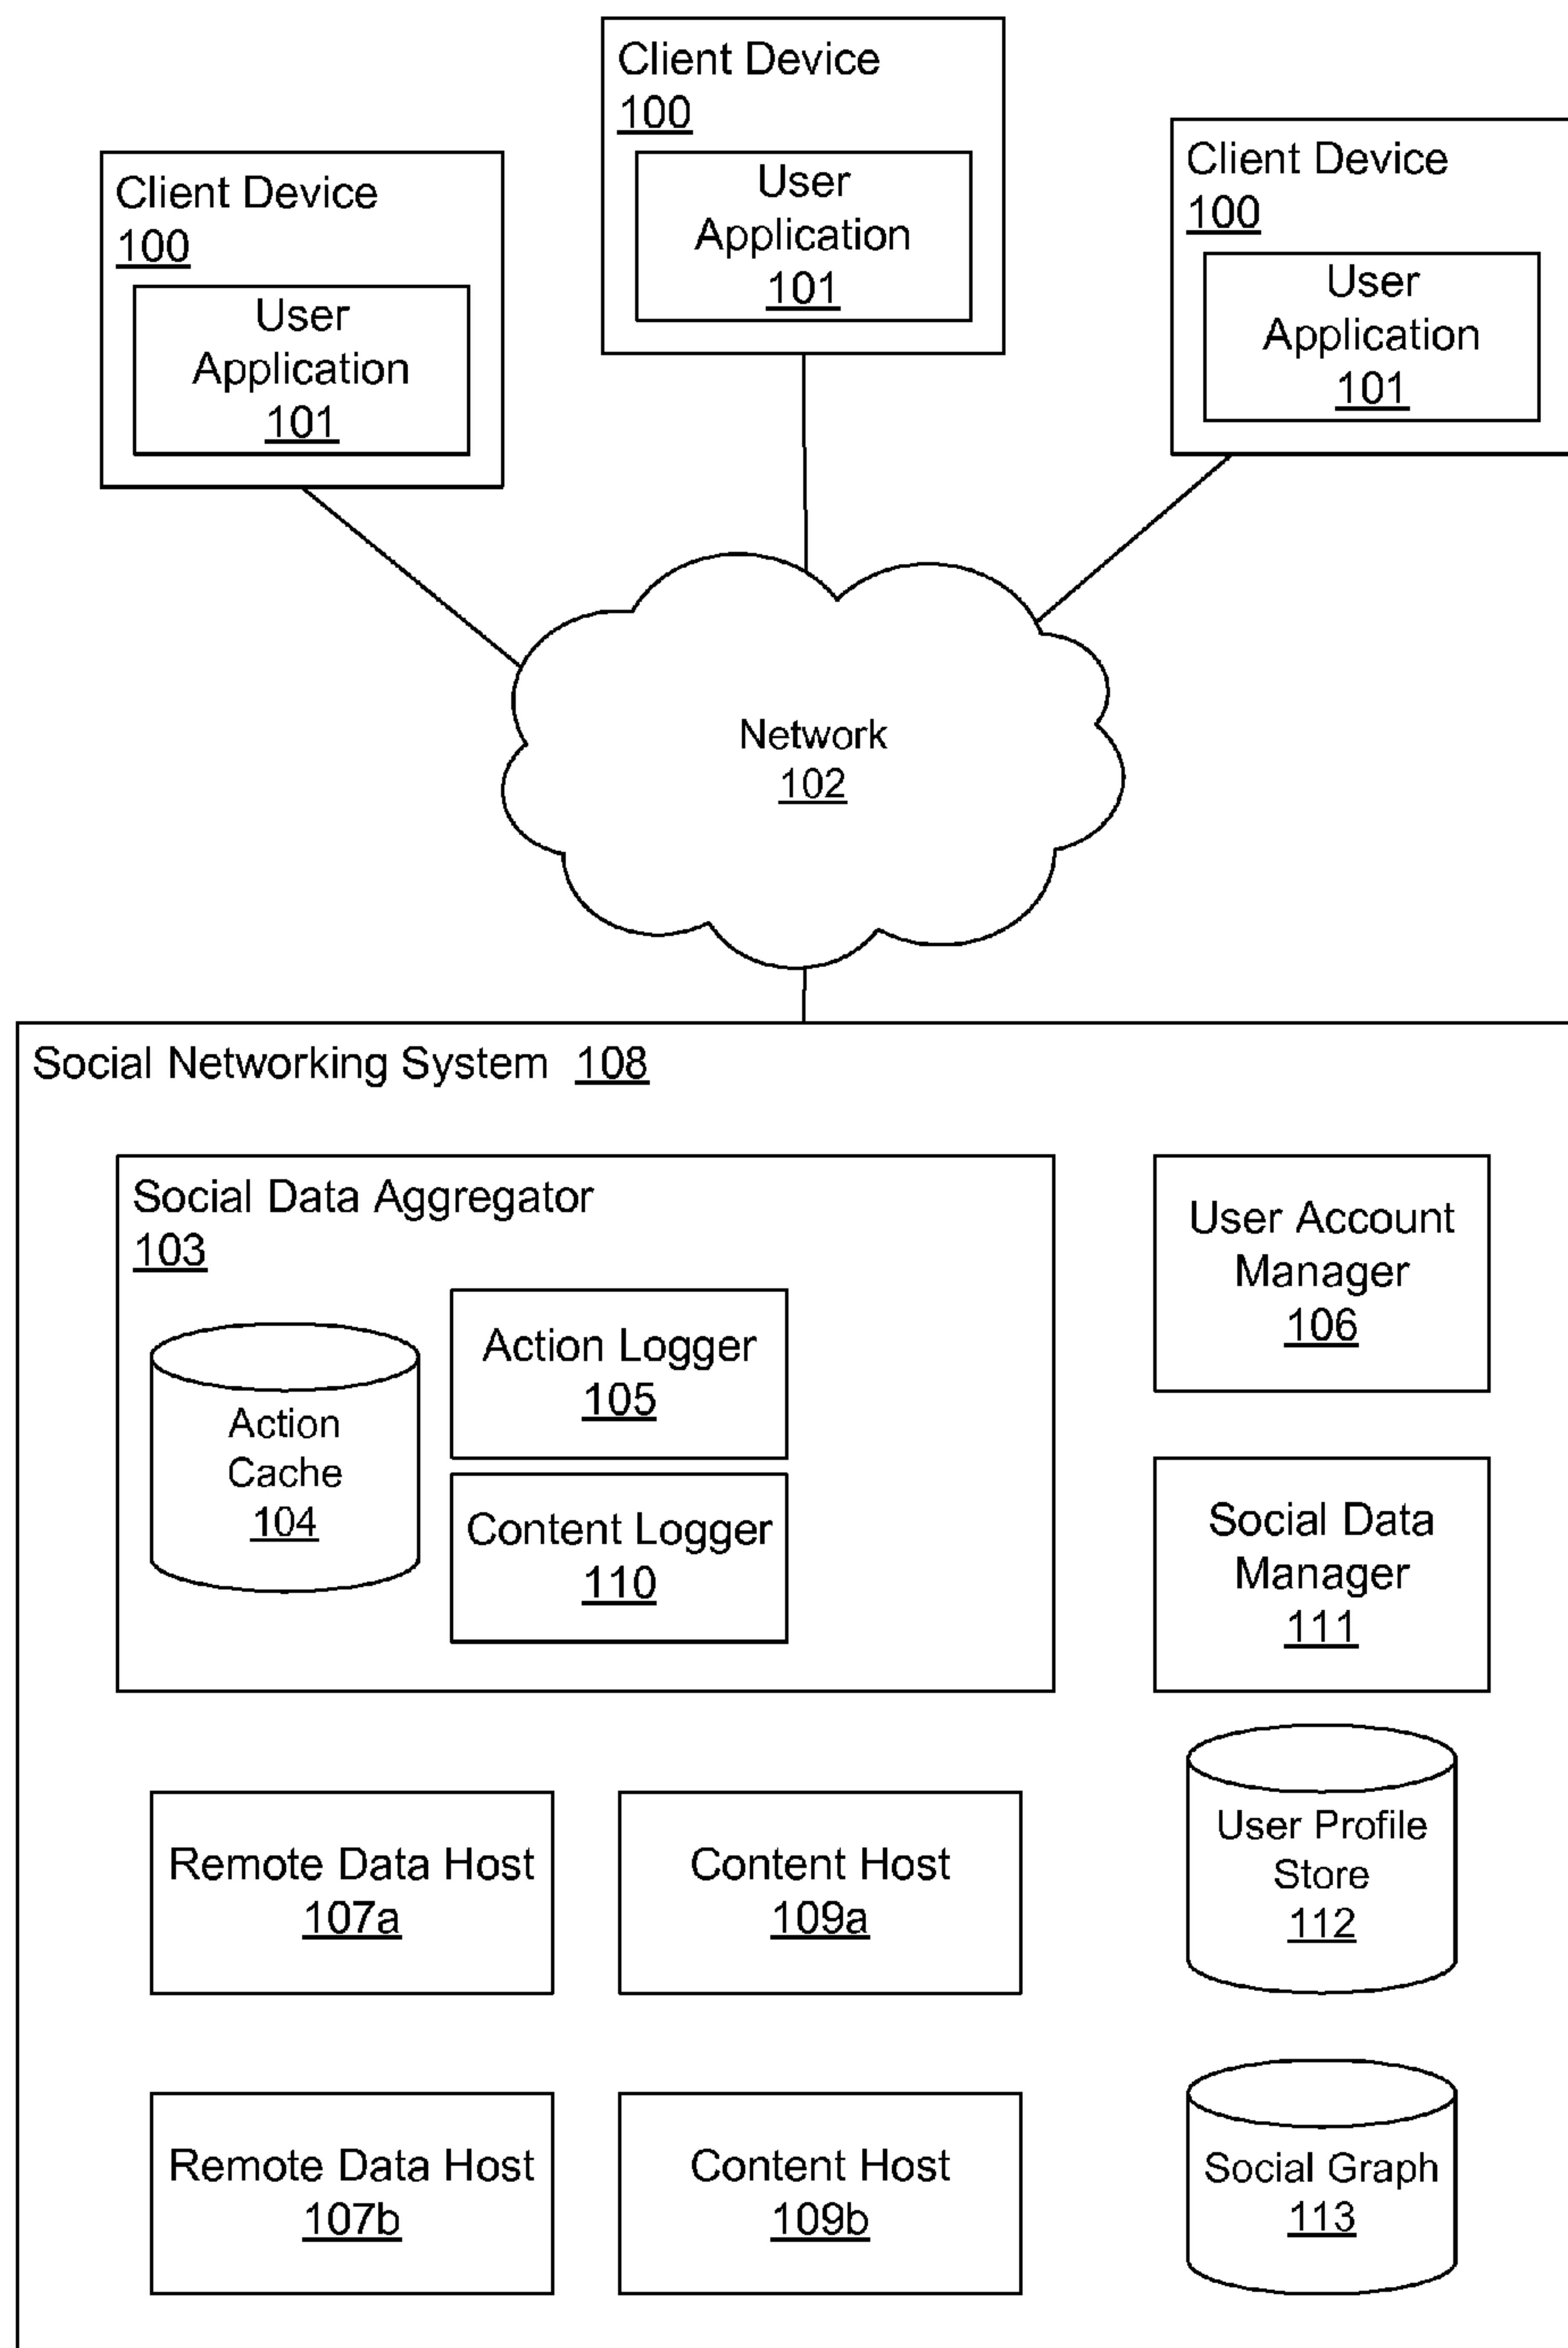 Client Device
100
User
Application
101
Client Device
100
User
Application
101
Client Device
100
User
Application
101
Network
102
Social Networking System 108
Social Data Aggregator
103
Action
Cache
104
Action Logger
105
Content Logger
110
User Account
Manager
106
Social Data
Manager
111
Remote Data Host
107a
Content Host
109a
User Profile
Store
112
Remote Data Host
107b
Content Host
109b
Social Graph
113